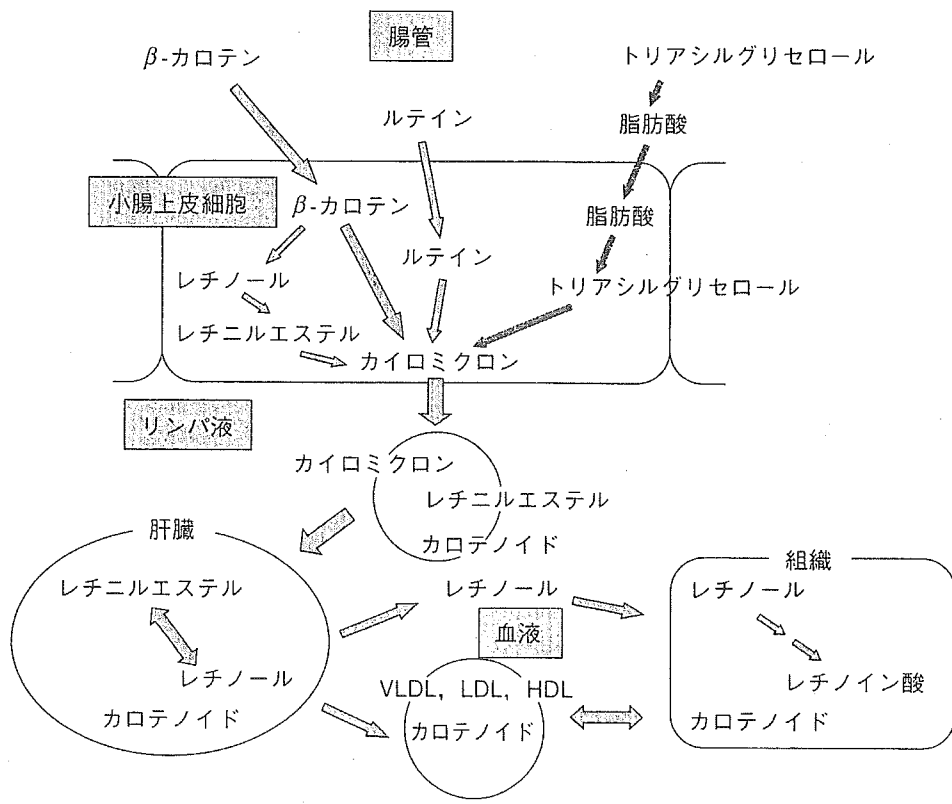 腸管
β-カロテン
トリアシルグリセロール
ルテイン
脂肪酸
小腸上皮細胞
β-カロテン
脂肪酸
ルテイン
レチノール
トリアシルグリセロール
レチニルエステル
カイロミクロン
リンパ液
カイロミクロン
レチニルエステル
カロテノイド
肝臓
レチニルエステル
レチノール
カロテノイド
レチノール
血液
VLDL, LDL, HDL
カロテノイド
組織
レチノール
レチノイン酸
カロテノイド